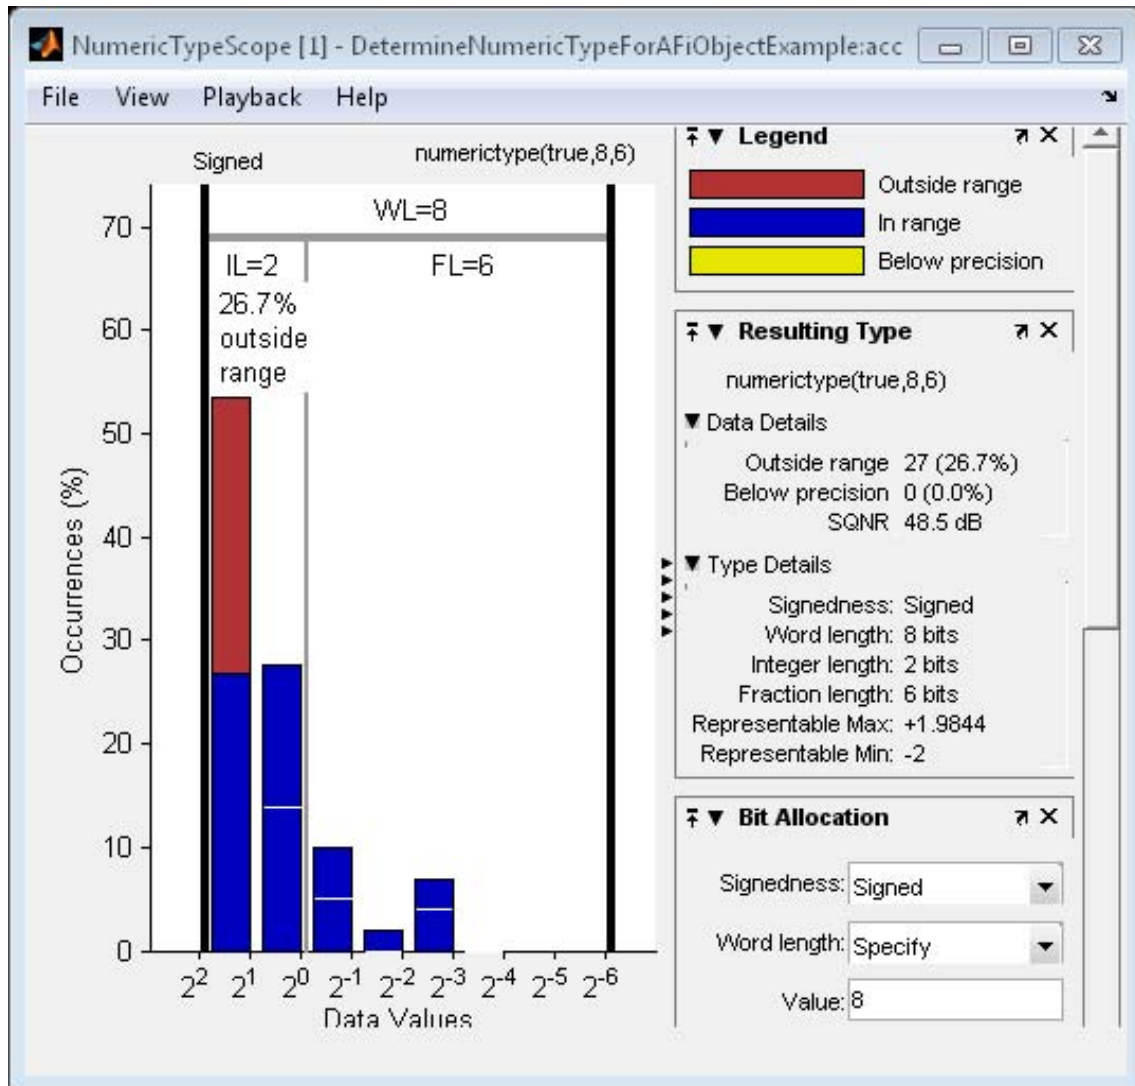 NumericTypeScope [1] - DetermineNumericTypeForAFiObjectExample:acc
File View Playback Help
Signed
numerictype(true,8,6)
WL=8
IL=2
FL=6
26.7%
outside
range
70
60
50
40
30
20
10
0
Occurrences (%)
2^2 2^1 2^0 2^-1 2^-2 2^-3 2^-4 2^-5 2^-6
Data Values
Legend
Outside range
In range
Below precision
Resulting Type
numerictype(true,8,6)
Data Details
Outside range 27 (26.7%)
Below precision 0 (0.0%)
SQNR 48.5 dB
Type Details
Signedness: Signed
Word length: 8 bits
Integer length: 2 bits
Fraction length: 6 bits
Representable Max: +1.9844
Representable Min: -2
Bit Allocation
Signedness: Signed
Word length: Specify
Value: 8